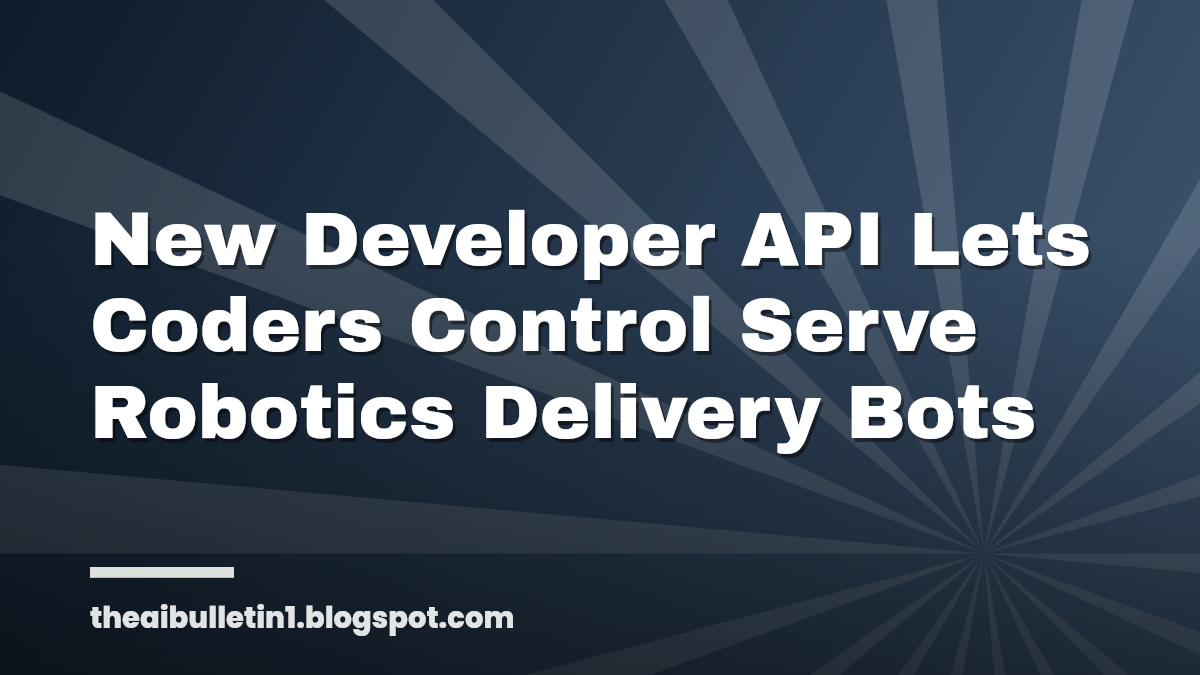 New Developer API Lets
Coders Control Serve
Robotics Delivery Bots
theaibulletin1.blogspot.com